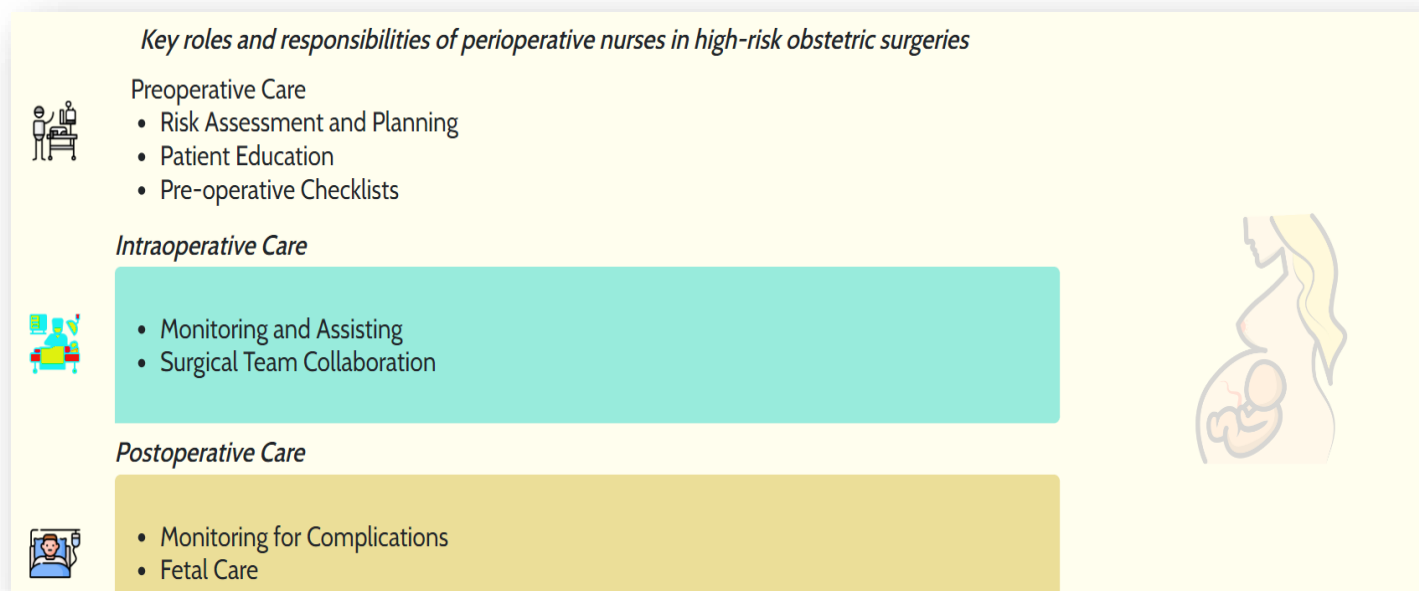 Key roles and responsibilities of perioperative nurses in high-risk obstetric surgeries
Preoperative Care
• Risk Assessment and Planning
• Patient Education
• Pre-operative Checklists
Intraoperative Care
• Monitoring and Assisting
• Surgical Team Collaboration
Postoperative Care
• Monitoring for Complications
• Fetal Care